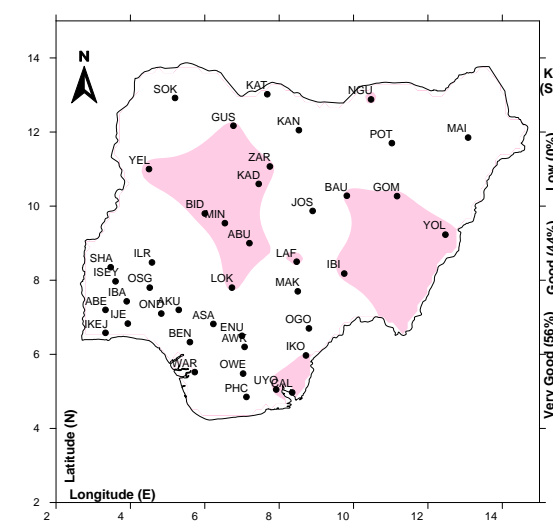 14
12
10
8
6
4
2
N
SOK
KAT
NGU
GUS
KAN
POT
MAI
YEL
ZAR
KAD
BAU
GOM
BID
MIN
JOS
YOL
ABU
SHA
ILR
LAF
IBI
ISEY
OSG
LOK
MAK
IBA
ABE
IJE
OND
AKU
ASA
OGO
IKEJ
BEN
ENU
AWK
IKO
WAR
OWE
UYO
CAL
PHC
Latitude (N)
Longitude (E)
2 4 6 8 10 12 14
K
(S
Low (0%)
Good (44%)
Very Good (56%)